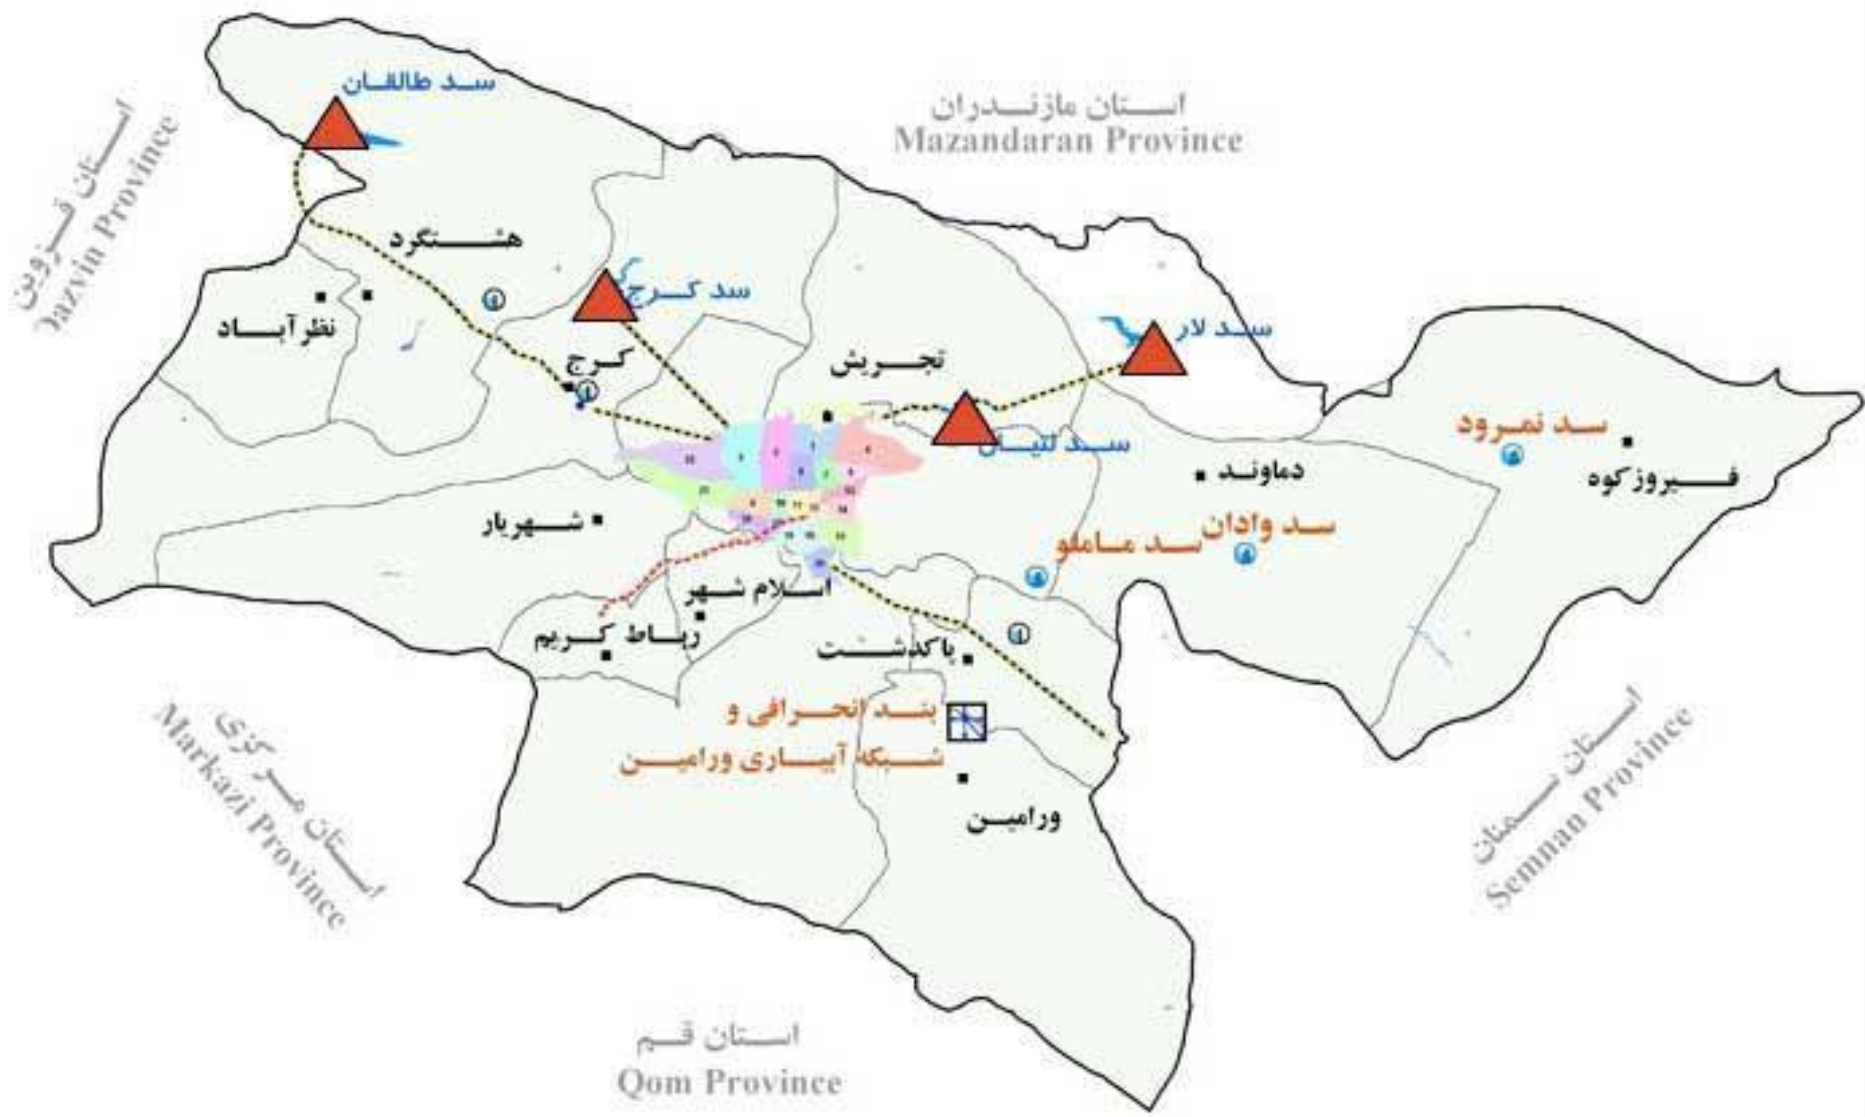 سد طالقان
استان مازندران
Mazandaran Province
استان قزوین
Qazvin Province
هشتگرد
سد کرج
سد لار
نظرآباد
کرج
تجریش
سد لتیان
سد نمرود
فیروزکوه
دماوند
شهریار
سد وادان
سد ماملو
اسلام شهر
رباط کریم
پاکدشت
بند انحرافی و
شبکه آبیاری ورامین
ورامین
استان مرکزی
Markazi Province
استان سمنان
Semnan Province
استان قم
Qom Province